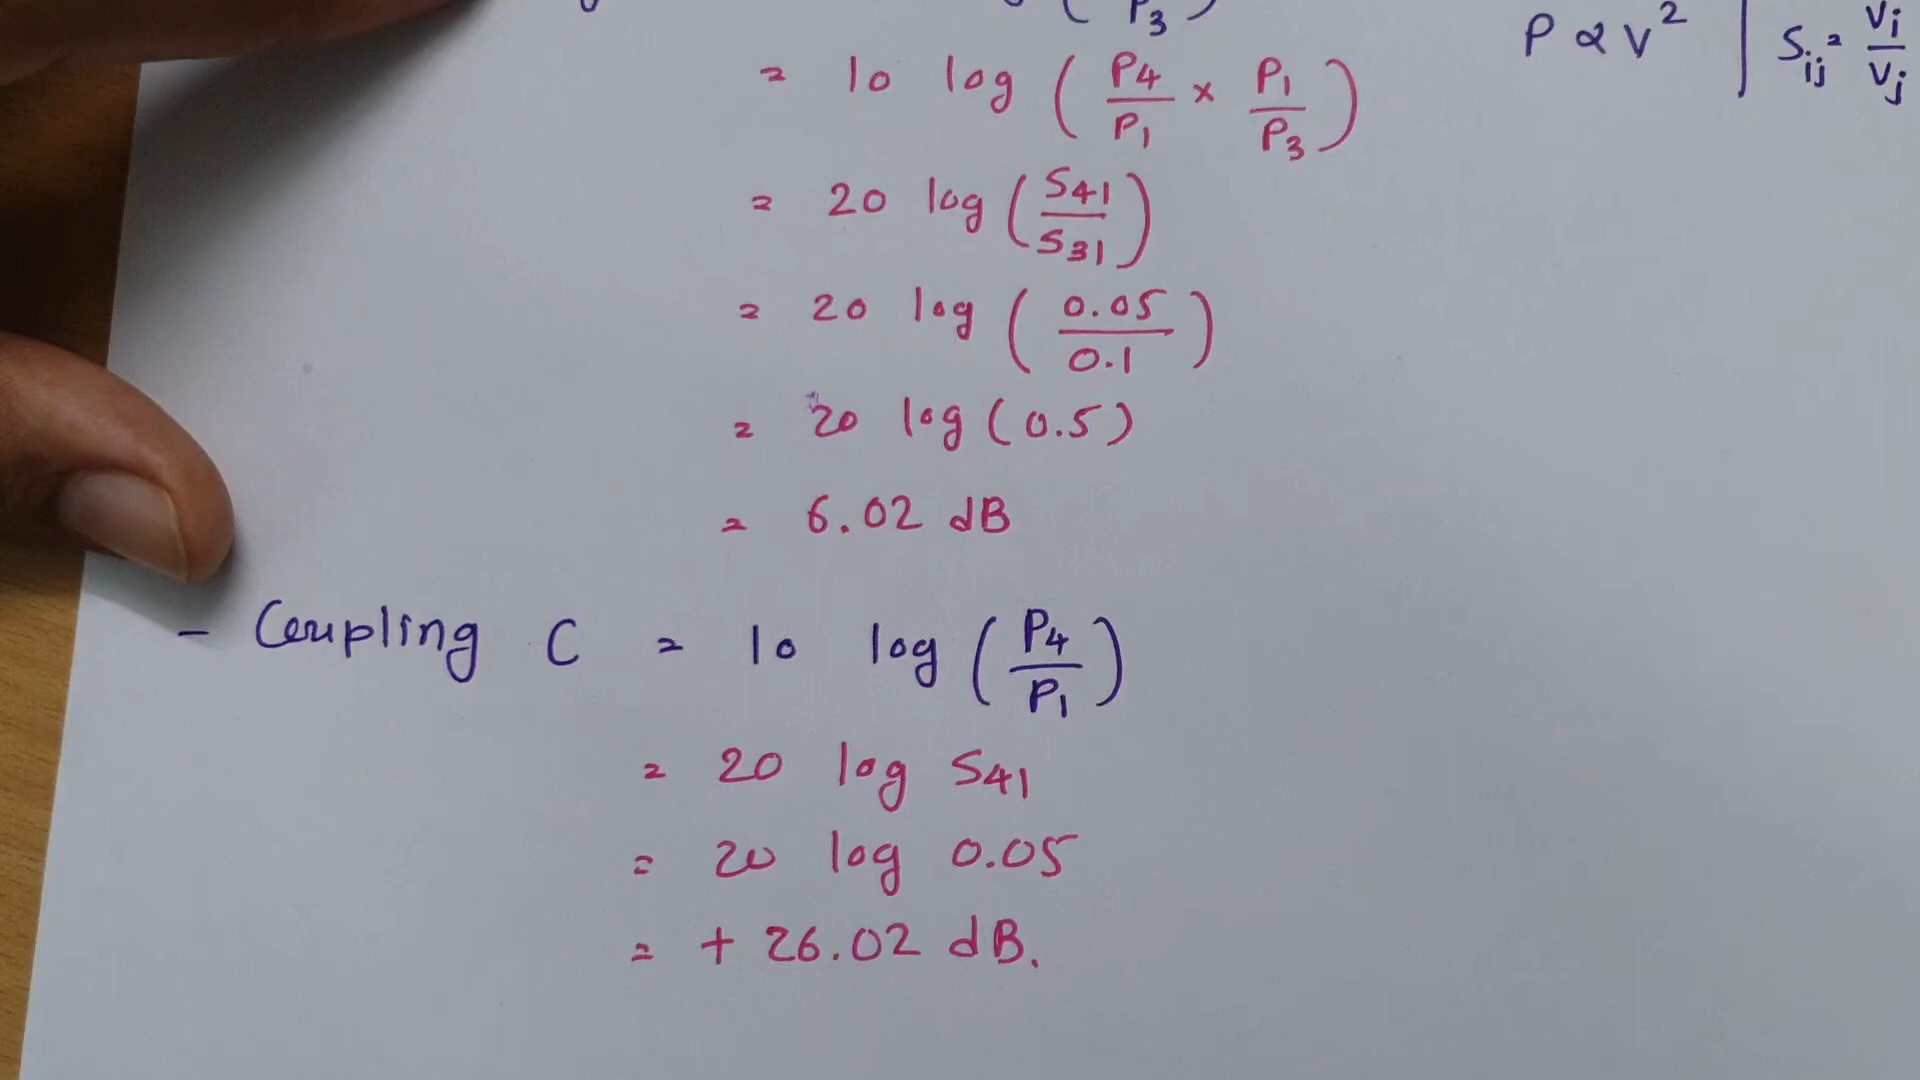 P₃ )
P ∝ V² | Sij = Vi/Vj
= 10 log ( P4/P1 × P1/P3 )
= 20 log ( S41/S31 )
= 20 log ( 0.05/0.1 )
= 20 log ( 0.5 )
= 6.02 dB
- Coupling C = 10 log ( P4/P1 )
= 20 log S41
= 20 log 0.05
= + 26.02 dB.